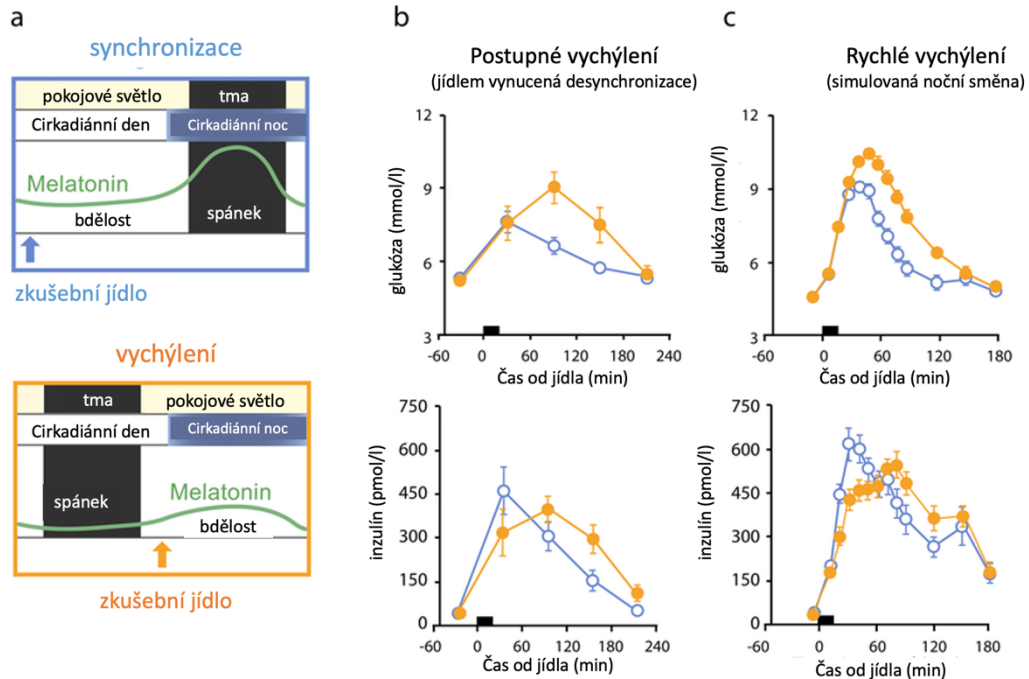 a
synchronizace
pokojové světlo
tma
Cirkadiánní den
Cirkadiánní noc
Melatonin
bdělost
spánek
zkušební jídlo
vychýlení
tma
pokojové světlo
Cirkadiánní den
Cirkadiánní noc
spánek
Melatonin
bdělost
zkušební jídlo
b
Postupné vychýlení
(jídlem vynucená desynchronizace)
12
9
6
3
glukóza (mmol/l)
-60
0
60
120
180
240
Čas od jídla (min)
750
600
450
300
150
0
inzulín (pmol/l)
-60
0
60
120
180
240
Čas od jídla (min)
c
Rychlé vychýlení
(simulovaná noční směna)
12
9
6
3
glukóza (mmol/l)
-60
0
60
120
180
Čas od jídla (min)
750
600
450
300
150
0
inzulín (pmol/l)
-60
0
60
120
180
Čas od jídla (min)